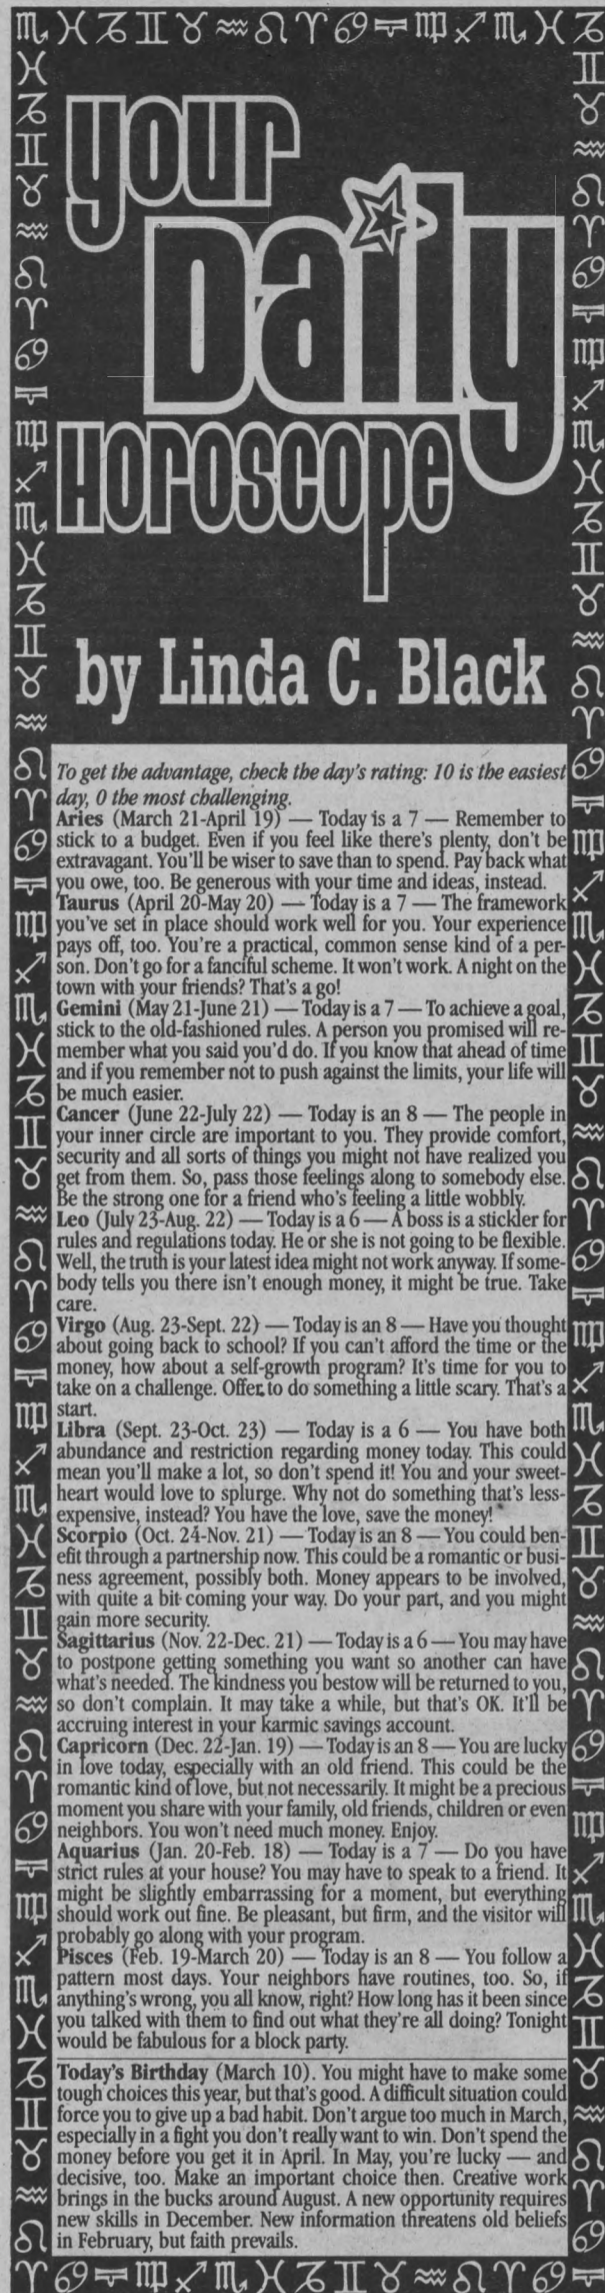 your
Daily
Horoscope
by Linda C. Black
To get the advantage, check the day's rating: 10 is the easiest
day, 0 the most challenging.
Aries (March 21-April 19) — Today is a 7 — Remember to
stick to a budget. Even if you feel like there's plenty, don't be
extravagant. You'll be wiser to save than to spend. Pay back what
you owe, too. Be generous with your time and ideas, instead.
Taurus (April 20-May 20) — Today is a 7 — The framework
you've set in place should work well for you. Your experience
pays off, too. You're a practical, common sense kind of a per-
son. Don't go for a fanciful scheme. It won't work. A night on the
town with your friends? That's a go!
Gemini (May 21-June 21) — Today is a 7 — To achieve a goal,
stick to the old-fashioned rules. A person you promised will re-
member what you said you'd do. If you know that ahead of time
and if you remember not to push against the limits, your life will
be much easier.
Cancer (June 22-July 22) — Today is an 8 — The people in
your inner circle are important to you. They provide comfort,
security and all sorts of things you might not have realized you
get from them. So, pass those feelings along to somebody else.
Be the strong one for a friend who's feeling a little wobbly.
Leo (July 23-Aug. 22) — Today is a 6 — A boss is a stickler for
rules and regulations today. He or she is not going to be flexible.
Well, the truth is your latest idea might not work anyway. If some-
body tells you there isn't enough money, it might be true. Take
care.
Virgo (Aug. 23-Sept. 22) — Today is an 8 — Have you thought
about going back to school? If you can't afford the time or the
money, how about a self-growth program? It's time for you to
take on a challenge. Offer to do something a little scary. That's a
start.
Libra (Sept. 23-Oct. 23) — Today is a 6 — You have both
abundance and restriction regarding money today. This could
mean you'll make a lot, so don't spend it! You and your sweet-
heart would love to splurge. Why not do something that's less-
expensive, instead? You have the love, save the money!
Scorpio (Oct. 24-Nov. 21) — Today is an 8 — You could ben-
efit through a partnership now. This could be a romantic or busi-
ness agreement, possibly both. Money appears to be involved,
with quite a bit coming your way. Do your part, and you might
gain more security.
Sagittarius (Nov. 22-Dec. 21) — Today is a 6 — You may have
to postpone getting something you want so another can have
what's needed. The kindness you bestow will be returned to you,
so don't complain. It may take a while, but that's OK. It'll be
accruing interest in your karmic savings account.
Capricorn (Dec. 22-Jan. 19) — Today is an 8 — You are lucky
in love today, especially with an old friend. This could be the
romantic kind of love, but not necessarily. It might be a precious
moment you share with your family, old friends, children or even
neighbors. You won't need much money. Enjoy.
Aquarius (Jan. 20-Feb. 18) — Today is a 7 — Do you have
strict rules at your house? You may have to speak to a friend. It
might be slightly embarrassing for a moment, but everything
should work out fine. Be pleasant, but firm, and the visitor will
probably go along with your program.
Pisces (Feb. 19-March 20) — Today is an 8 — You follow a
pattern most days. Your neighbors have routines, too. So, if
anything's wrong, you all know, right? How long has it been since
you talked with them to find out what they're all doing? Tonight
would be fabulous for a block party.
Today's Birthday (March 10). You might have to make some
tough choices this year, but that's good. A difficult situation could
force you to give up a bad habit. Don't argue too much in March,
especially in a fight you don't really want to win. Don't spend the
money before you get it in April. In May, you're lucky — and
decisive, too. Make an important choice then. Creative work
brings in the bucks around August. A new opportunity requires
new skills in December. New information threatens old beliefs
in February, but faith prevails.